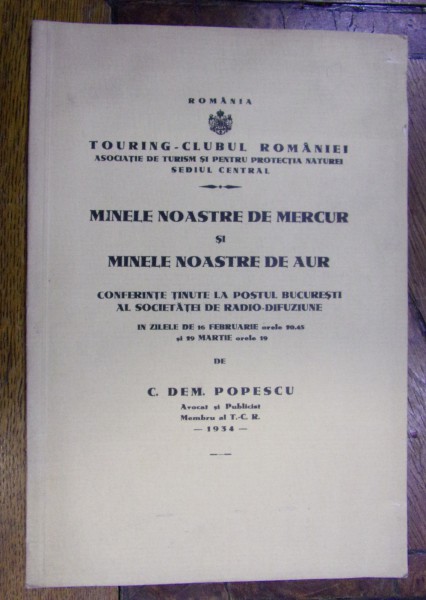 ROMÂNIA
TOURING-CLUBUL ROMÂNIEI
ASOCIAȚIE DE TURISM ȘI PENTRU PROTECȚIA NATUREI
SEDIUL CENTRAL
MINELE NOASTRE DE MERCUR
ȘI
MINELE NOASTRE DE AUR
CONFERINȚE ȚINUTE LA POSTUL BUCUREȘTI
AL SOCIETĂȚEI DE RADIO-DIFUZIUNE
IN ZILELE DE 16 FEBRUARIE orele 20.45
și 29 MARTIE orele 19
DE
C. DEM. POPESCU
Avocat și Publicist
Membru al T.-C. R.
— 1934 —